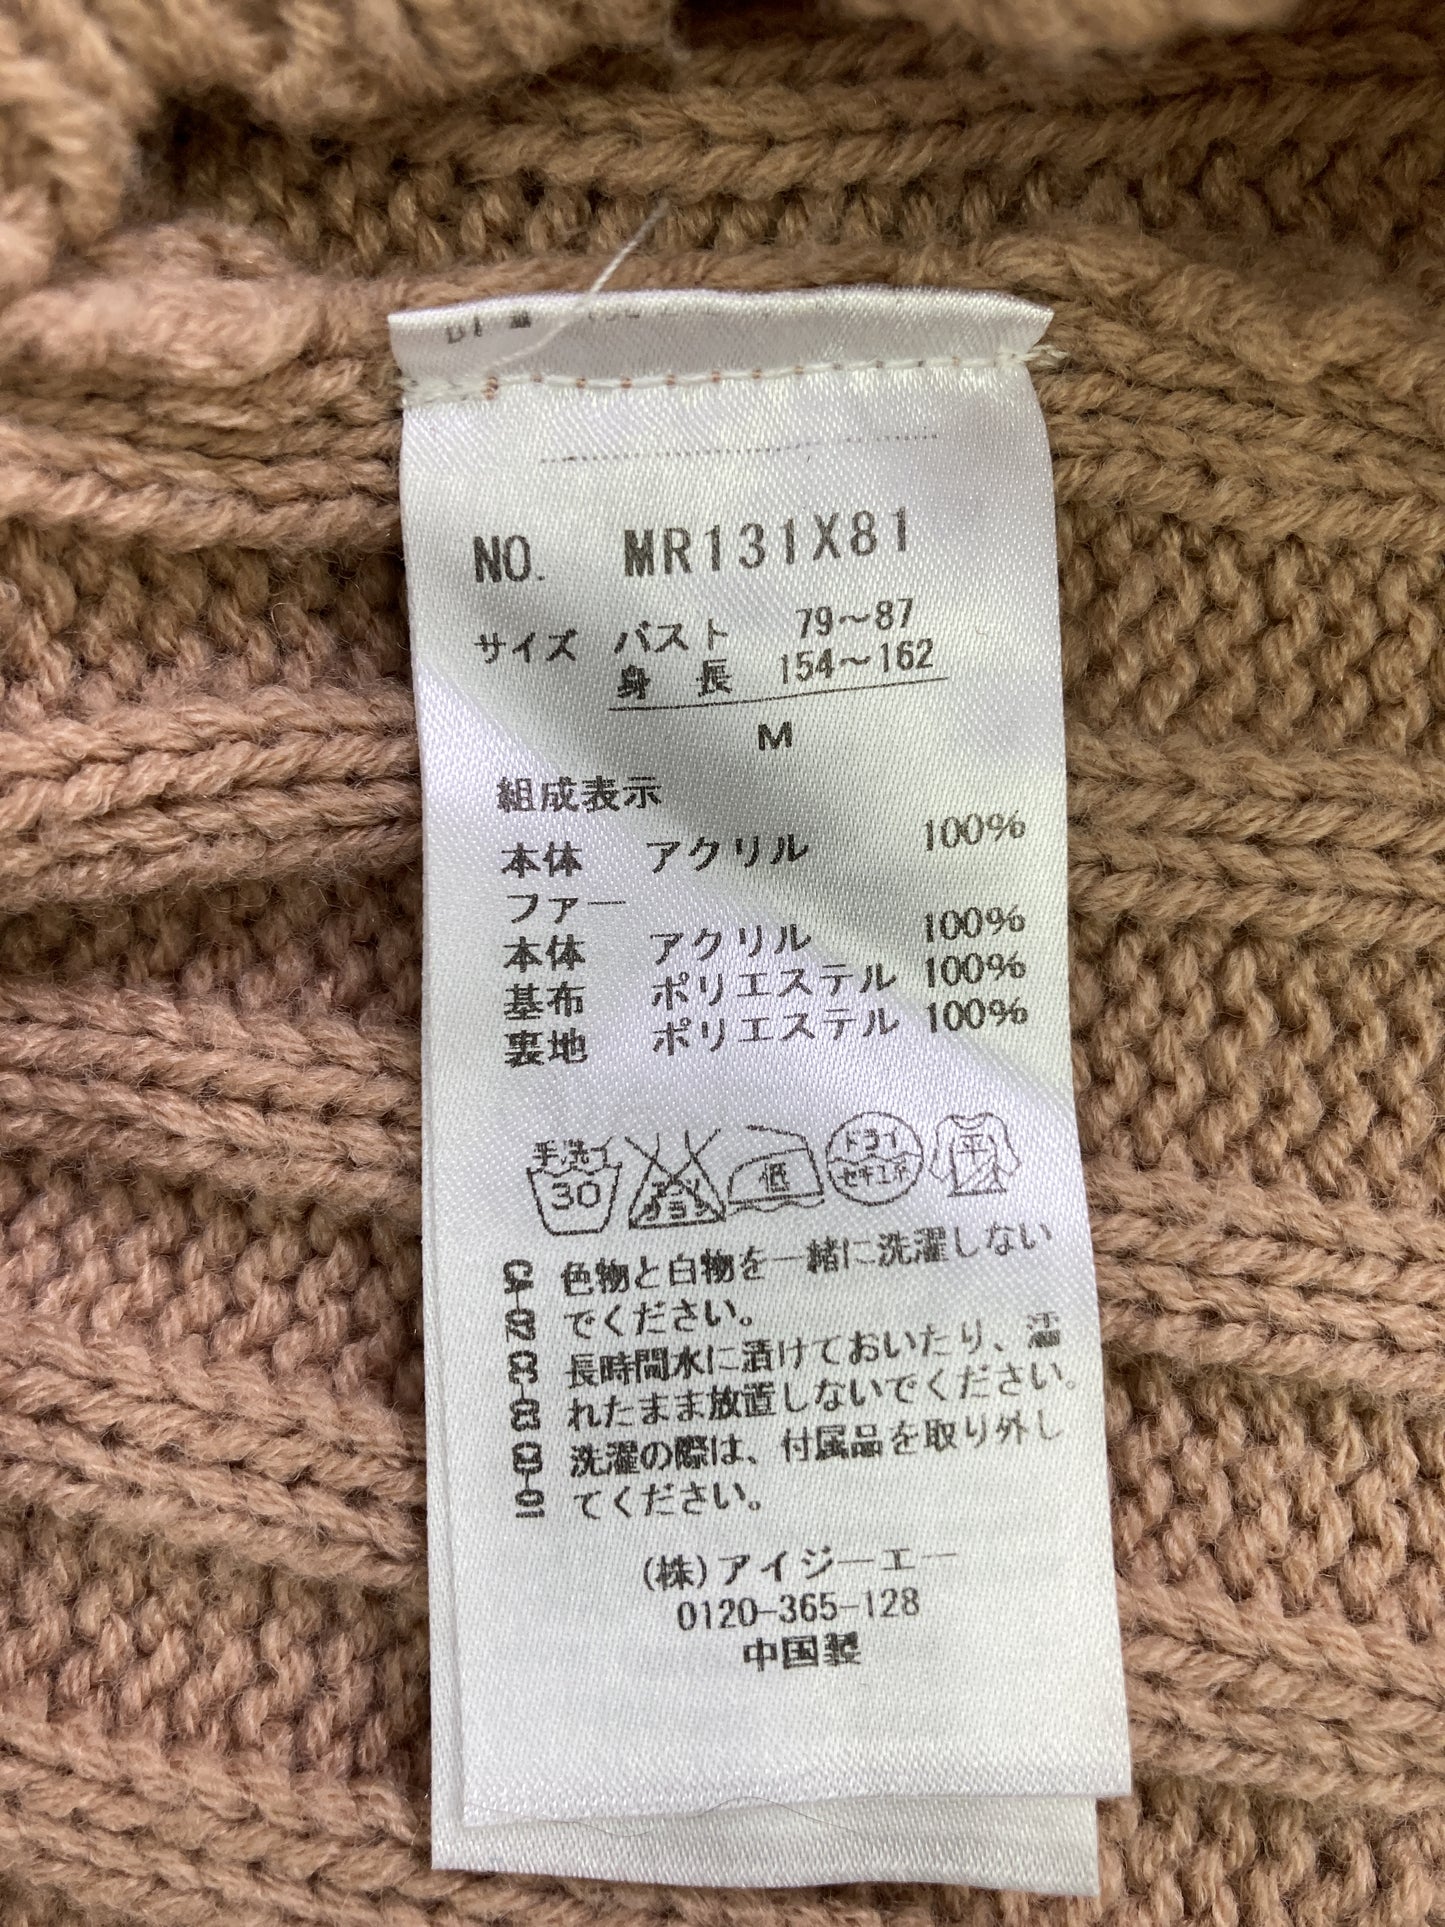 NO. MR131X81
サイズ バスト 79〜87
身長 154〜162
M
組成表示
本体 アクリル 100%
ファー
本体 アクリル 100%
基布 ポリエステル 100%
裏地 ポリエステル 100%
手洗イ 30 エンソサラシ 低 ドライ セキユ系 平
色物と白物を一緒に洗濯しない
でください。
長時間水に漬けておいたり、濡
れたまま放置しないでください。
洗濯の際は、付属品を取り外し
てください。
(株)アイジーエー
0120-365-128
中国製